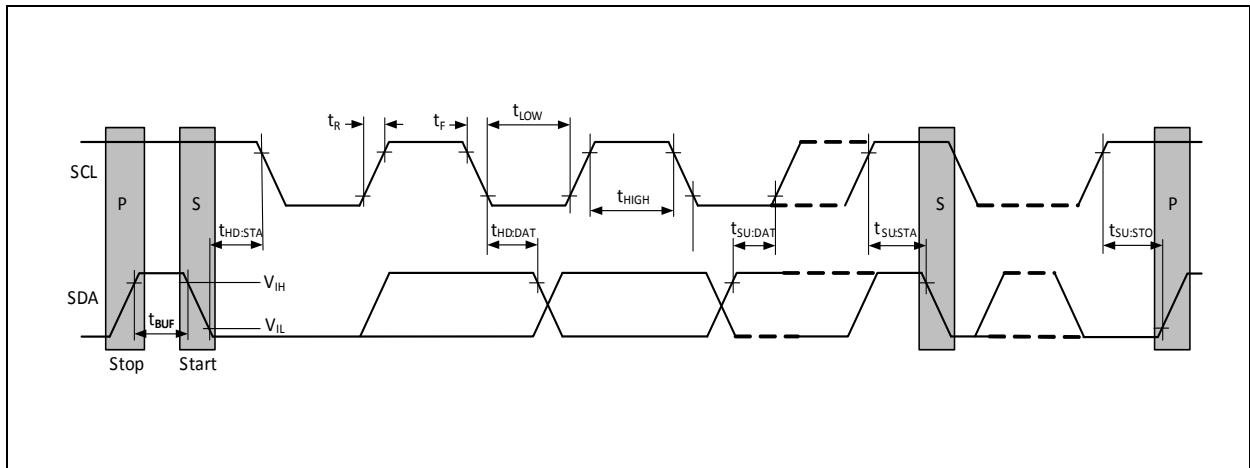 tR
tF
tLOW
SCL
P
S
tHIGH
S
P
tHD:STA
tHD:DAT
tSU:DAT
tSU:STA
tSU:STO
VIH
SDA
tBUF
VIL
Stop
Start